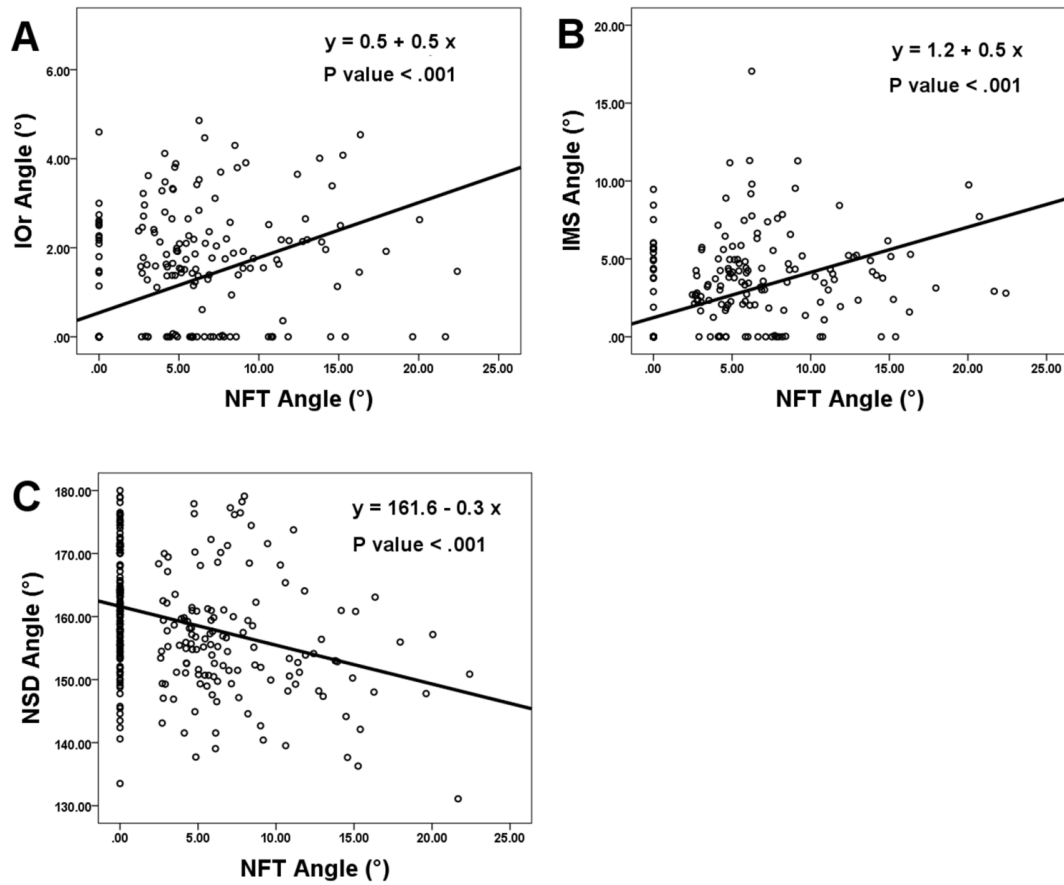 A
y = 0.5 + 0.5 x
P value < .001
IOr Angle (°)
6.00
4.00
2.00
.00
.00 5.00 10.00 15.00 20.00 25.00
NFT Angle (°)
B
y = 1.2 + 0.5 x
P value < .001
IMS Angle (°)
20.00
15.00
10.00
5.00
.00
.00 5.00 10.00 15.00 20.00 25.00
NFT Angle (°)
C
y = 161.6 - 0.3 x
P value < .001
NSD Angle (°)
180.00
170.00
160.00
150.00
140.00
130.00
.00 5.00 10.00 15.00 20.00 25.00
NFT Angle (°)